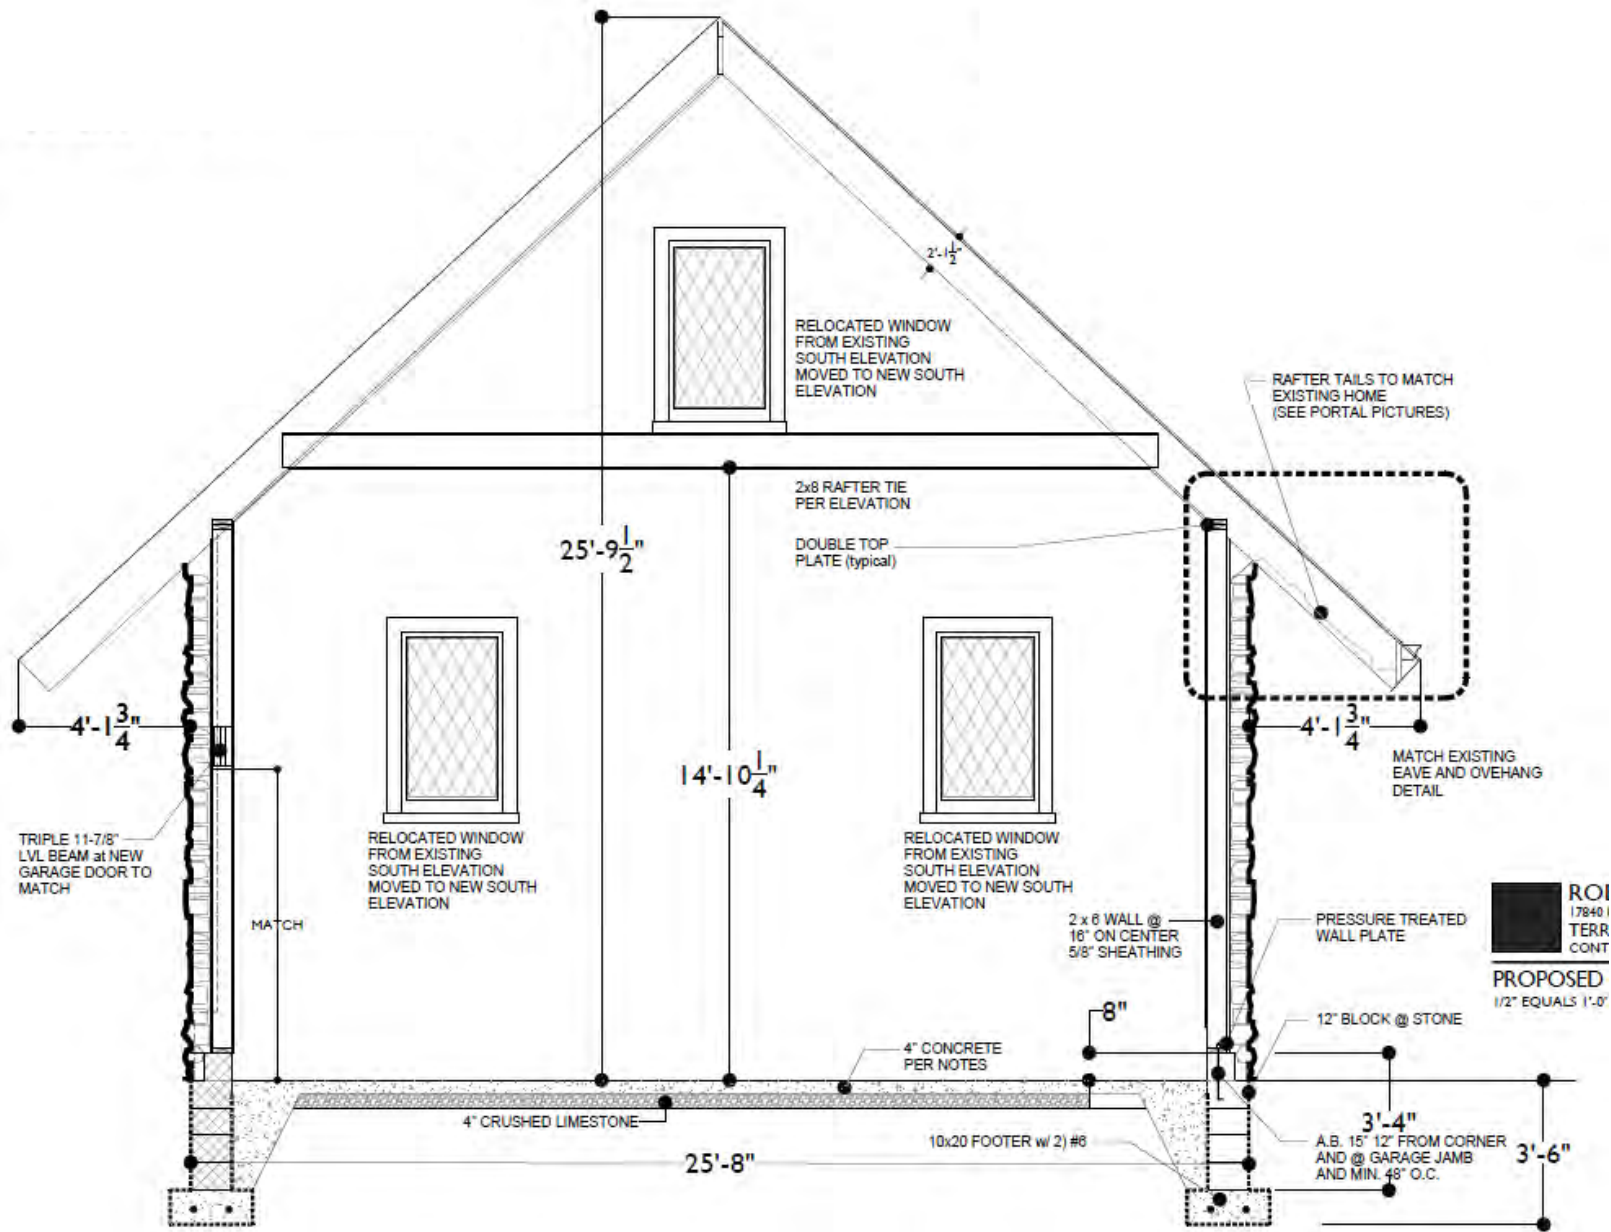 2'-1 1/2"
RELOCATED WINDOW
FROM EXISTING
SOUTH ELEVATION
MOVED TO NEW SOUTH
ELEVATION
RAFTER TAILS TO MATCH
EXISTING HOME
(SEE PORTAL PICTURES)
2x8 RAFTER TIE
PER ELEVATION
25'-9 1/2"
DOUBLE TOP
PLATE (typical)
4'-1 3/4"
14'-10 1/4"
4'-1 3/4"
MATCH EXISTING
EAVE AND OVEHANG
DETAIL
TRIPLE 11-7/8"
LVL BEAM at NEW
GARAGE DOOR TO
MATCH
RELOCATED WINDOW
FROM EXISTING
SOUTH ELEVATION
MOVED TO NEW SOUTH
ELEVATION
RELOCATED WINDOW
FROM EXISTING
SOUTH ELEVATION
MOVED TO NEW SOUTH
ELEVATION
MATCH
2 x 6 WALL @
16" ON CENTER
5/8" SHEATHING
PRESSURE TREATED
WALL PLATE
17840
TERR
CONT
PROPOSED
1/2" EQUALS 1'-0"
8"
12" BLOCK @ STONE
4" CONCRETE
PER NOTES
4" CRUSHED LIMESTONE
3'-4"
10x20 FOOTER w/ 2) #6
A.B. 15" 12" FROM CORNER
AND @ GARAGE JAMB
AND MIN. 48" O.C.
3'-6"
25'-8"